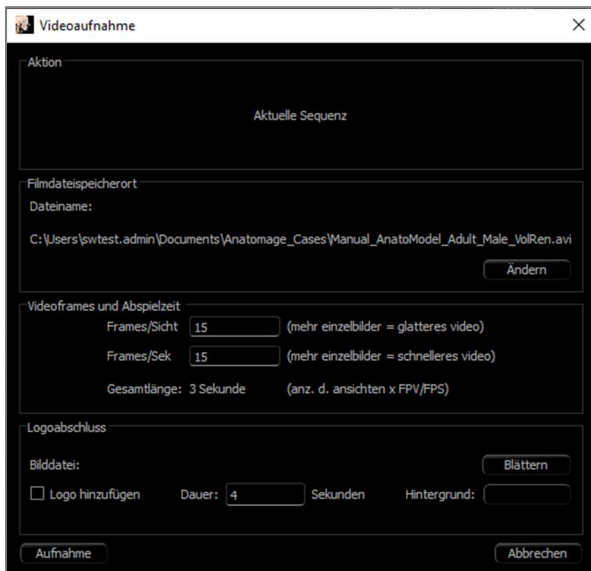 Videoaufnahme
Aktion
Aktuelle Sequenz
Filmdateispeicherort
Dateiname:
C:\Users\swtest.admin\Documents\Anatomage_Cases\Manual_AnatoModel_Adult_Male_VolRen.avi
Ändern
Videoframes und Abspielzeit
Frames/Sicht 15 (mehr einzelbilder = glatteres video)
Frames/Sek 15 (mehr einzelbilder = schnelleres video)
Gesamtlänge: 3 Sekunde (anz. d. ansichten x FPV/FPS)
Logoabschluss
Bilddatei: Blättern
Logo hinzufügen Dauer: 4 Sekunden Hintergrund:
Aufnahme Abbrechen